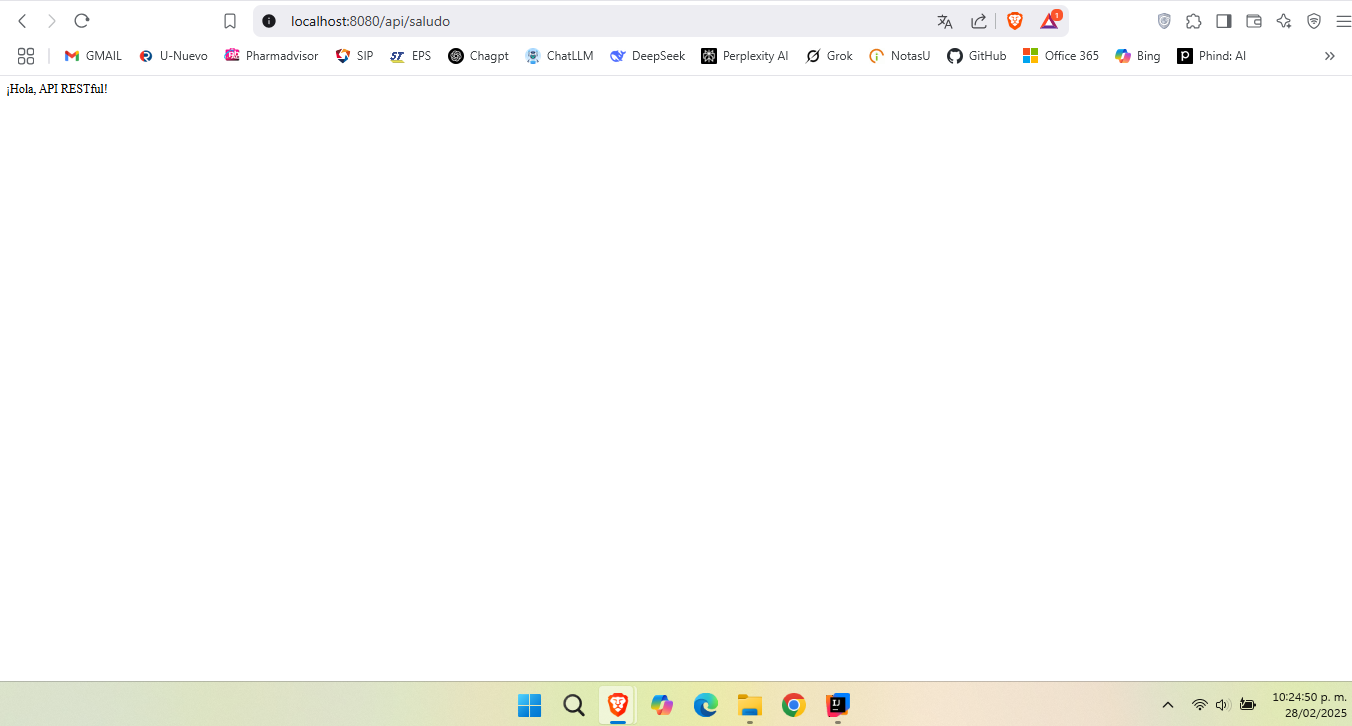 localhost:8080/api/saludo
1
GMAIL
U-Nuevo
Pharmadvisor
SIP
EPS
Chagpt
ChatLLM
DeepSeek
Perplexity AI
Grok
NotasU
GitHub
Office 365
Bing
Phind: AI
¡Hola, API RESTful!
10:24:50 p. m.
28/02/2025